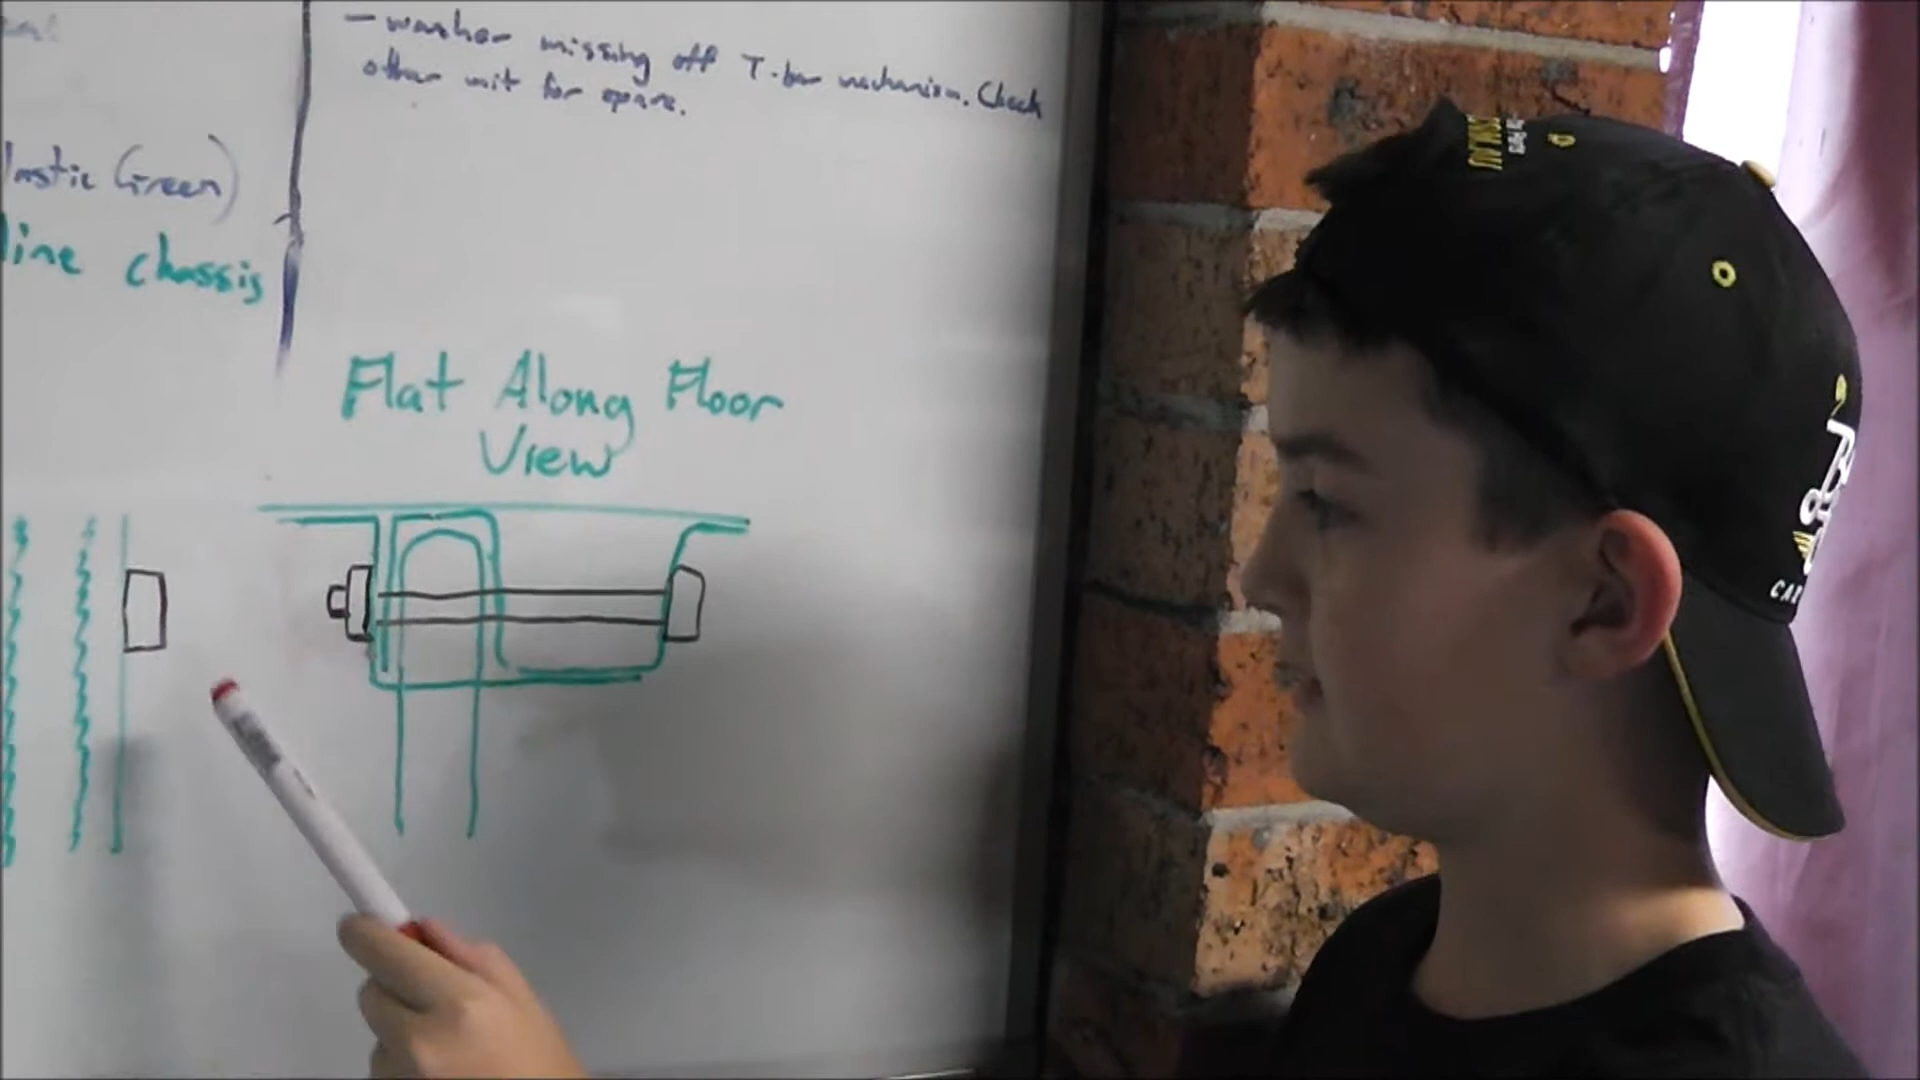 - washer missing off T-bar mechanism. Check
other unit for spare.
lastic Green)
line chassis
Flat Along Floor
View